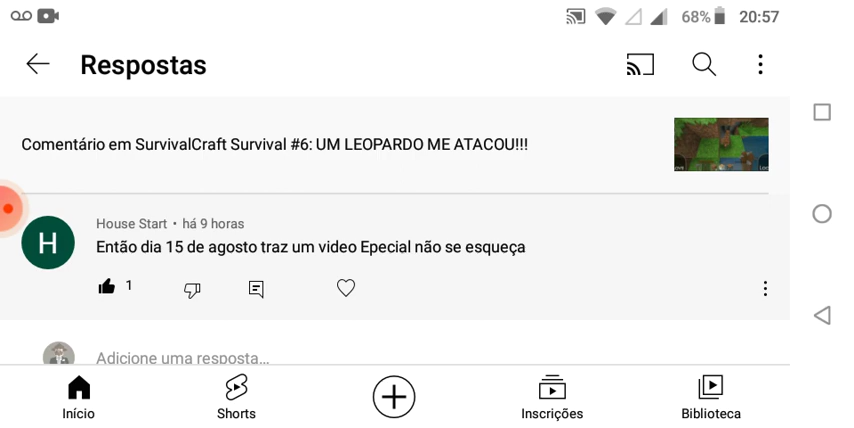 68% 20:57
Respostas
Comentário em SurvivalCraft Survival #6: UM LEOPARDO ME ATACOU!!!
H
House Start • há 9 horas
Então dia 15 de agosto traz um video Epecial não se esqueça
1
Adicione uma resposta...
Início
Shorts
Inscrições
Biblioteca